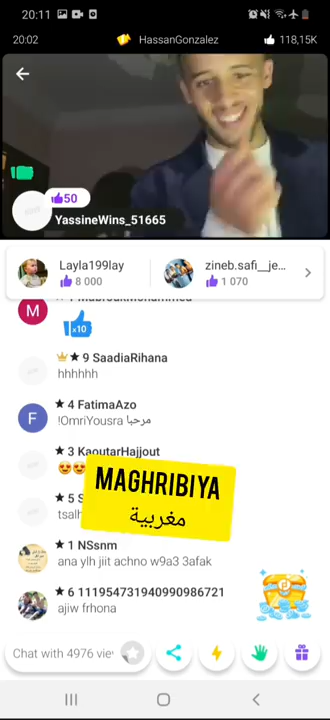 20:11
20:02 HassanGonzalez 118,15K
50
YassineWins_51665
Layla199lay
8 000
zineb.safi__je...
1 070
M
x10
★ 9 SaadiaRihana
hhhhhh
F
★ 4 FatimaAzo
!OmriYousra مرحبا
★ 3 KaoutarHajjout
★ 5 S
tsalh
MAGHRIBIYA
مغربية
★ 1 NSsnm
ana ylh jiit achno w9a3 3afak
★ 6 111954731940990986721
ajiw frhona
Chat with 4976 vie